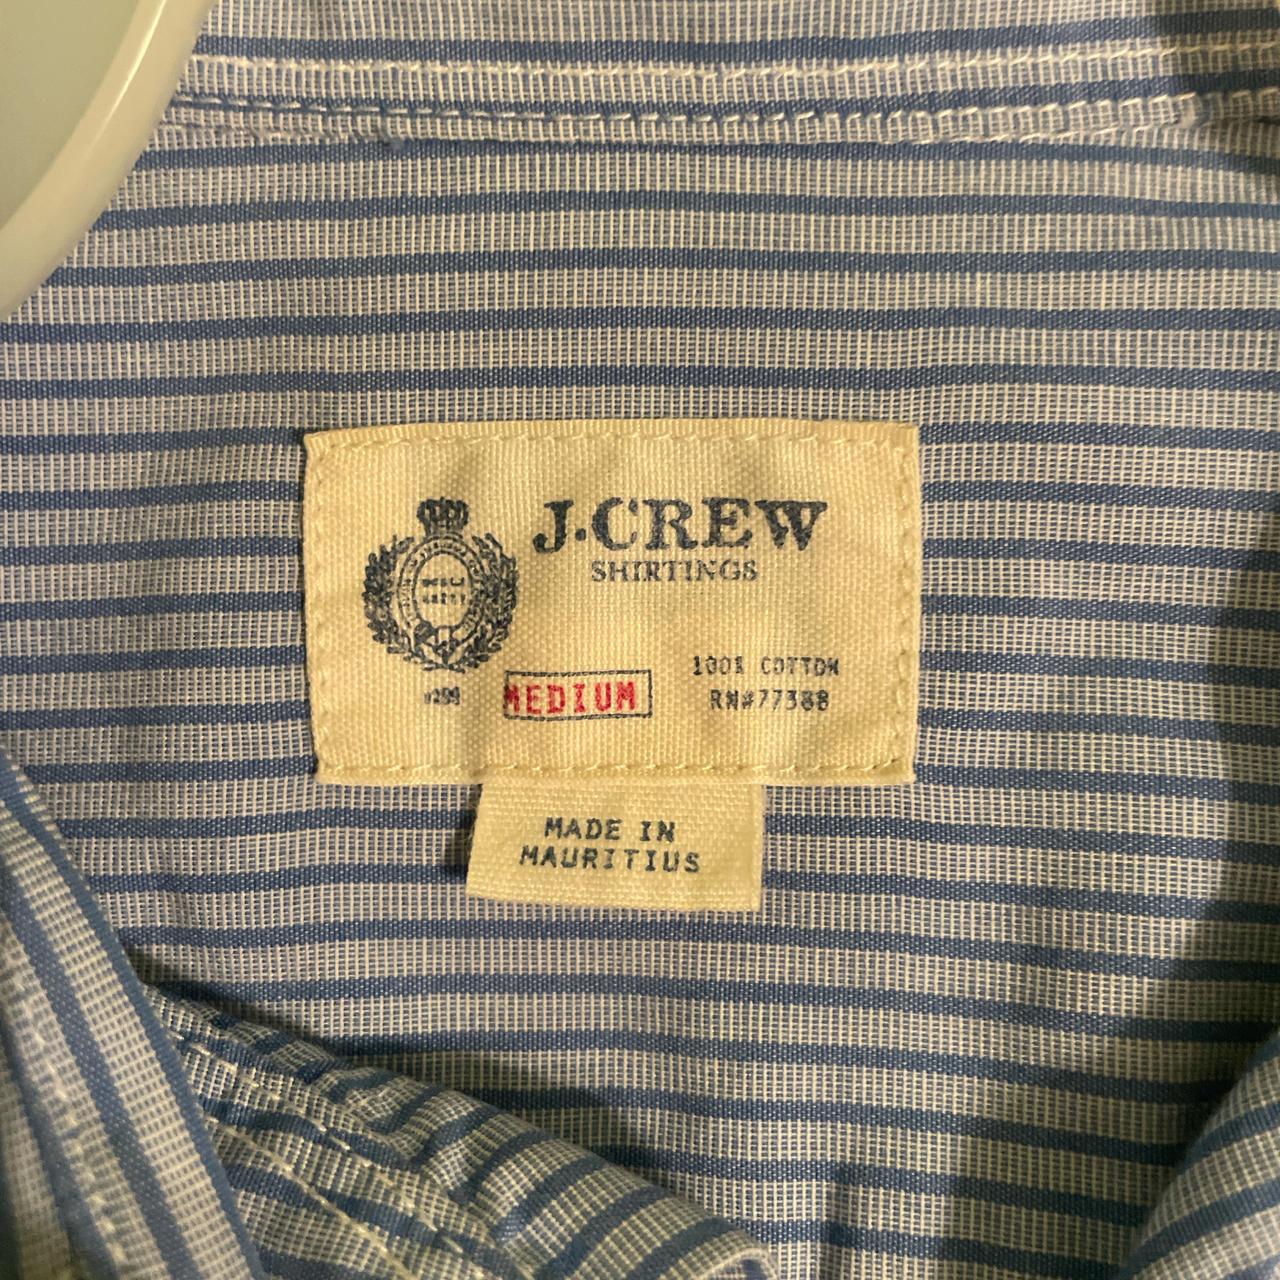 J.CREW
SHIRTINGS
MEDIUM
100% COTTON
RN#77388
MADE IN
MAURITIUS